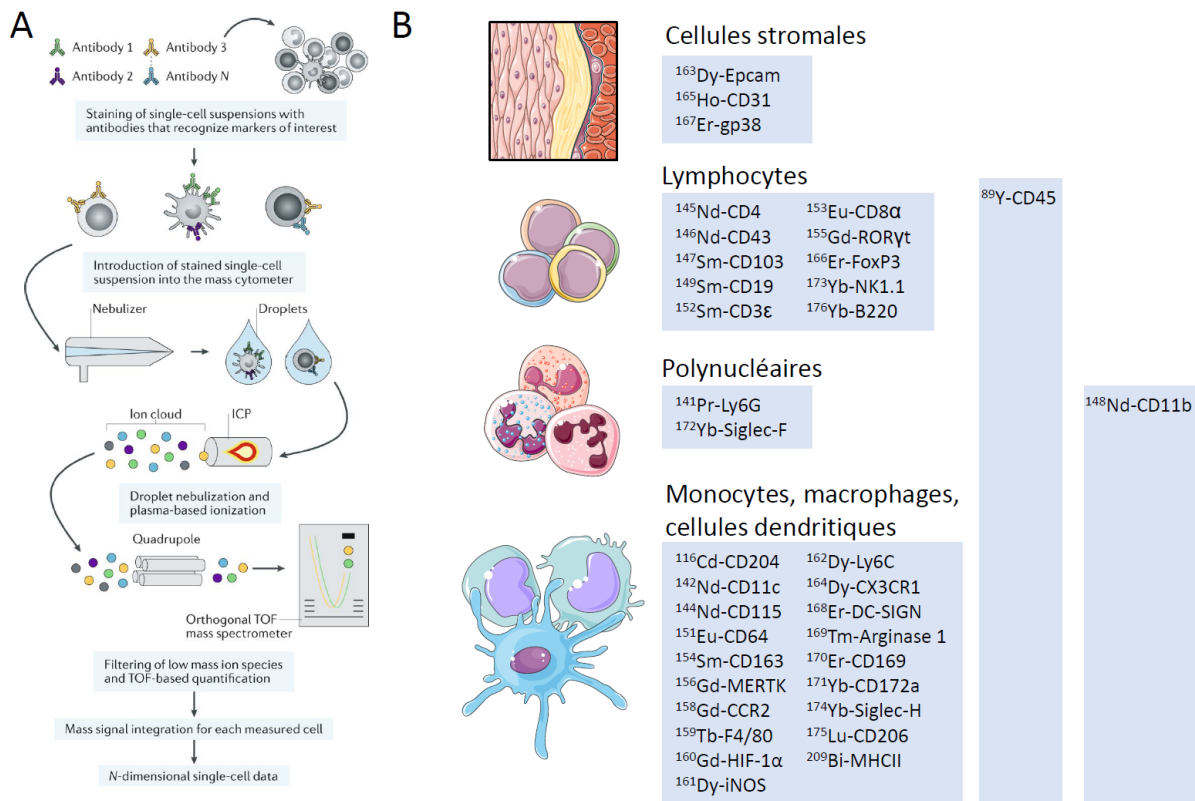 A
Antibody 1
Antibody 3
Antibody 2
Antibody N
Staining of single-cell suspensions with
antibodies that recognize markers of interest
Introduction of stained single-cell
suspension into the mass cytometer
Nebulizer
Droplets
Ion cloud
ICP
Droplet nebulization and
plasma-based ionization
Quadrupole
Orthogonal TOF
mass spectrometer
Filtering of low mass ion species
and TOF-based quantification
Mass signal integration for each measured cell
N-dimensional single-cell data
B
Cellules stromales
¹⁶³Dy-Epcam
¹⁶⁵Ho-CD31
¹⁶⁷Er-gp38
Lymphocytes
¹⁴⁵Nd-CD4
¹⁴⁶Nd-CD43
¹⁴⁷Sm-CD103
¹⁴⁹Sm-CD19
¹⁵²Sm-CD3ε
¹⁵³Eu-CD8α
¹⁵⁵Gd-RORγt
¹⁶⁶Er-FoxP3
¹⁷³Yb-NK1.1
¹⁷⁶Yb-B220
⁸⁹Y-CD45
Polynucléaires
¹⁴¹Pr-Ly6G
¹⁷²Yb-Siglec-F
¹⁴⁸Nd-CD11b
Monocytes, macrophages,
cellules dendritiques
¹¹⁶Cd-CD204
¹⁴²Nd-CD11c
¹⁴⁴Nd-CD115
¹⁵¹Eu-CD64
¹⁵⁴Sm-CD163
¹⁵⁶Gd-MERTK
¹⁵⁸Gd-CCR2
¹⁵⁹Tb-F4/80
¹⁶⁰Gd-HIF-1α
¹⁶¹Dy-iNOS
¹⁶²Dy-Ly6C
¹⁶⁴Dy-CX3CR1
¹⁶⁸Er-DC-SIGN
¹⁶⁹Tm-Arginase 1
¹⁷⁰Er-CD169
¹⁷¹Yb-CD172a
¹⁷⁴Yb-Siglec-H
¹⁷⁵Lu-CD206
²⁰⁹Bi-MHCII